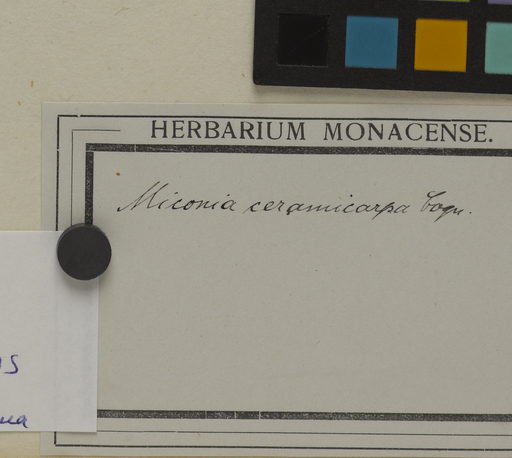 HERBARIUM MONACENSE.
Miconia ceramicarpa Cogn.